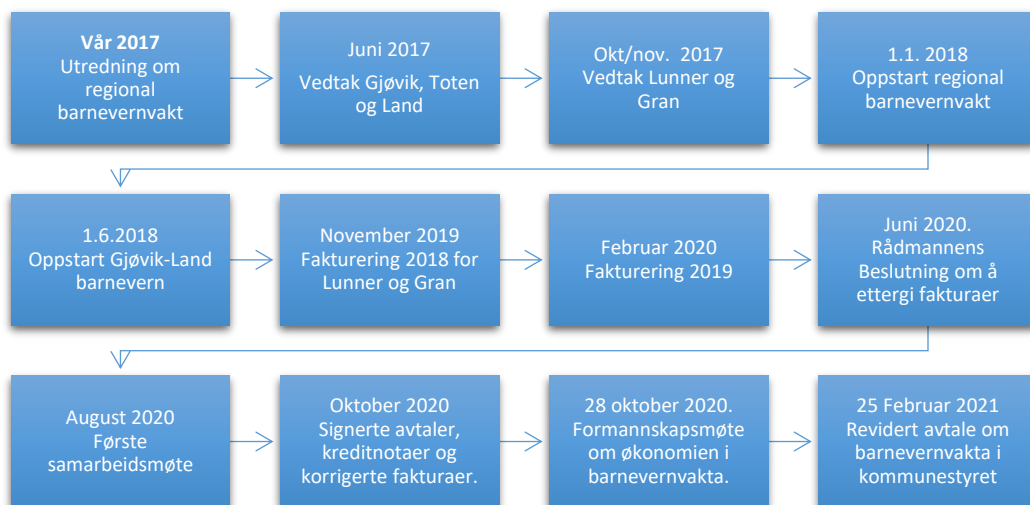 Vår 2017
Utredning om
regional
barnevernvakt
Juni 2017
Vedtak Gjøvik, Toten
og Land
Okt/nov.  2017
Vedtak Lunner og
Gran
1.1. 2018
Oppstart regional
barnevernvakt
1.6.2018
Oppstart Gjøvik-Land
barnevern
November 2019
Fakturering 2018 for
Lunner og Gran
Februar 2020
Fakturering 2019
Juni 2020.
Rådmannens
Beslutning om å
ettergi fakturaer
August 2020
Første
samarbeidsmøte
Oktober 2020
Signerte avtaler,
kreditnotaer og
korrigerte fakturaer.
28 oktober 2020.
Formannskapsmøte
om økonomien i
barnevernvakta.
25 Februar 2021
Revidert avtale om
barnevernvakta i
kommunestyret